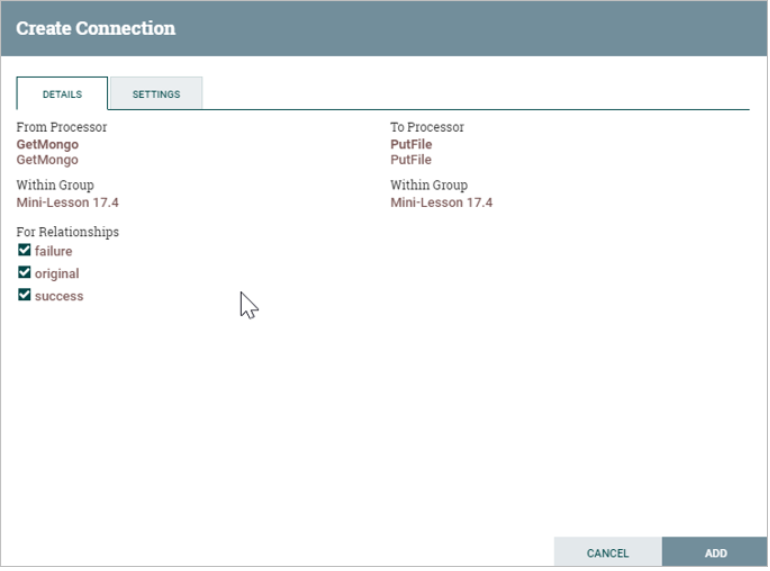 Create Connection
DETAILS
SETTINGS
From Processor
GetMongo
GetMongo
Within Group
Mini-Lesson 17.4
To Processor
PutFile
PutFile
Within Group
Mini-Lesson 17.4
For Relationships
failure
original
success
CANCEL
ADD